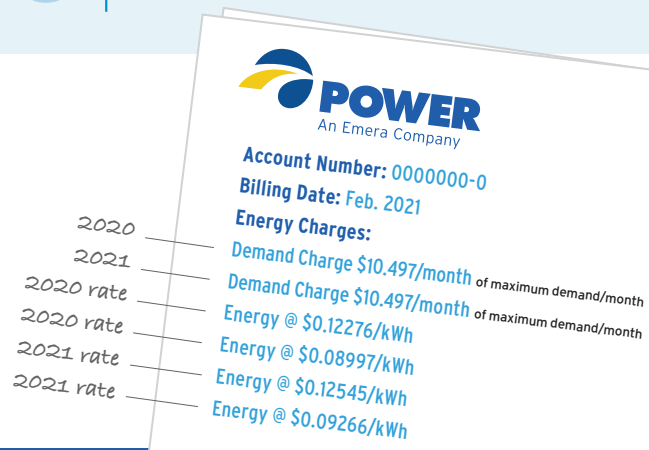 POWER
An Emera Company
Account Number: 0000000-0
Billing Date: Feb. 2021
Energy Charges:
2020 Demand Charge $10.497/month of maximum demand/month
2021 Demand Charge $10.497/month of maximum demand/month
2020 rate Energy @ $0.12276/kWh
2020 rate Energy @ $0.08997/kWh
2021 rate Energy @ $0.12545/kWh
2021 rate Energy @ $0.09266/kWh